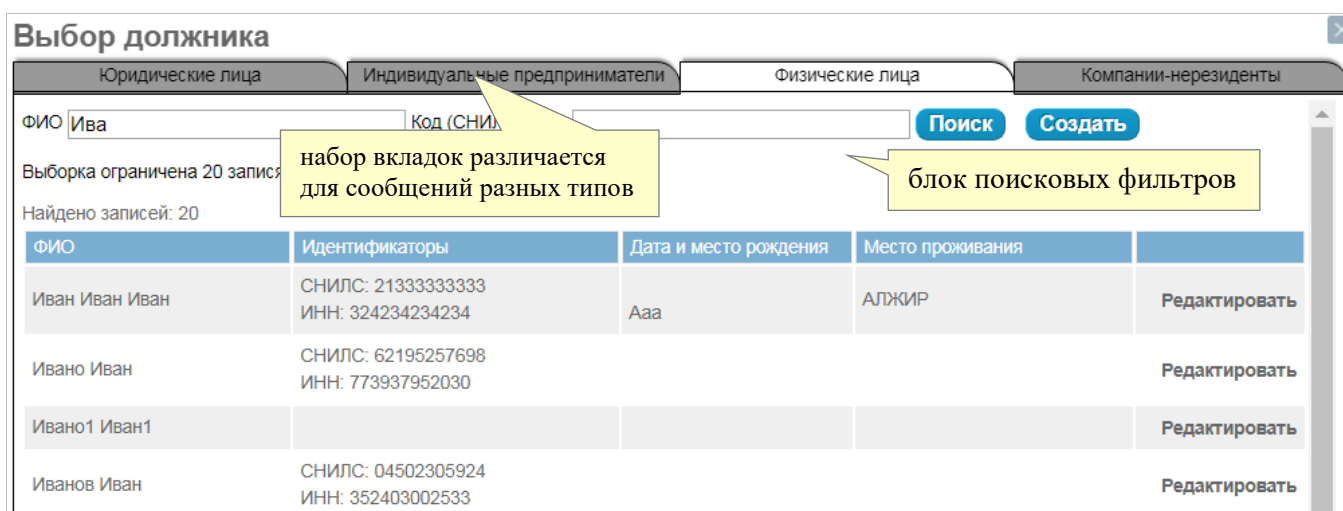 Выбор должника
Юридические лица
Индивидуальные предприниматели
Физические лица
Компании-нерезиденты
ФИО Ива
Код (СНИЛ
Поиск
Создать
набор вкладок различается
для сообщений разных типов
блок поисковых фильтров
Выборка ограничена 20 запися
Найдено записей: 20
ФИО Идентификаторы Дата и место рождения Место проживания
Иван Иван Иван
СНИЛС: 21333333333
ИНН: 324234234234
Ааа
АЛЖИР
Редактировать
Ивано Иван
СНИЛС: 62195257698
ИНН: 773937952030
Редактировать
Ивано1 Иван1
Редактировать
Иванов Иван
СНИЛС: 04502305924
ИНН: 352403002533
Редактировать